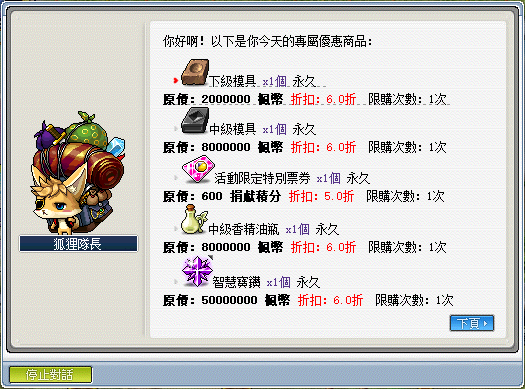 你好啊！以下是你今天的專屬優惠商品：
下級模具 x1個 永久
原價：2000000 楓幣 折扣：6.0折 限購次數：1次
中級模具 x1個 永久
原價：8000000 楓幣 折扣：6.0折 限購次數：1次
活動限定特別票券 x1個 永久
原價：600 捐獻積分 折扣：5.0折 限購次數：1次
中級香精油瓶 x1個 永久
原價：8000000 楓幣 折扣：6.0折 限購次數：1次
智慧寶鑽 x1個 永久
原價：50000000 楓幣 折扣：6.0折 限購次數：1次
狐狸隊長
下頁
停止對話